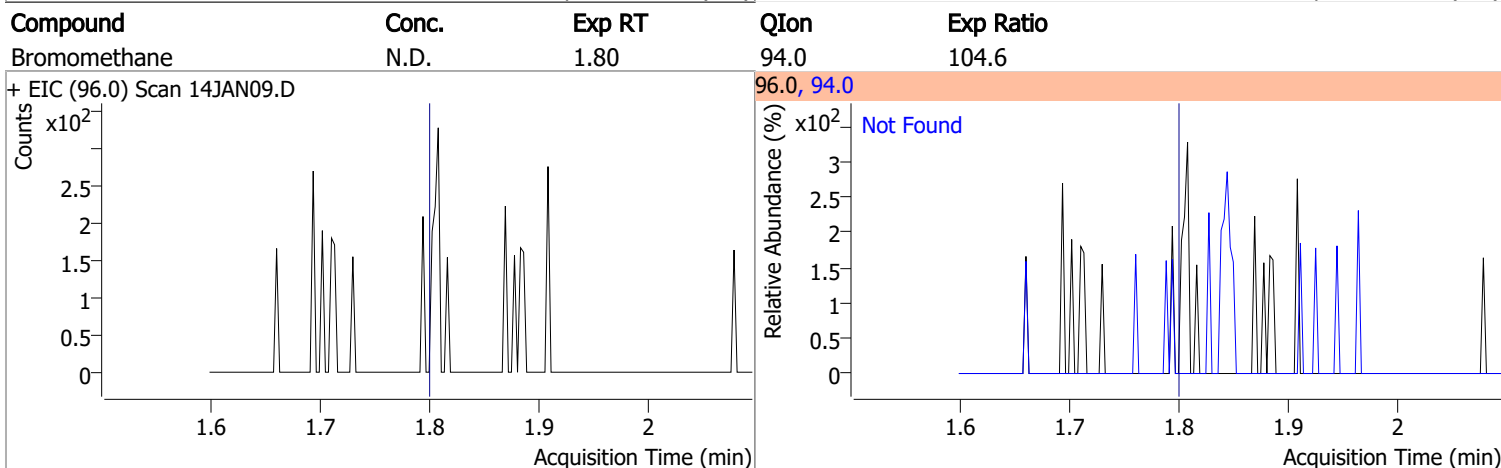 Compound Conc. Exp RT QIon Exp Ratio
Bromomethane N.D. 1.80 94.0 104.6
+ EIC (96.0) Scan 14JAN09.D
Counts
x10²
2.5
2
1.5
1
0.5
0
1.6 1.7 1.8 1.9 2
Acquisition Time (min)
96.0, 94.0
Relative Abundance (%)
x10²
Not Found
3
2.5
2
1.5
1
0.5
0
1.6 1.7 1.8 1.9 2
Acquisition Time (min)